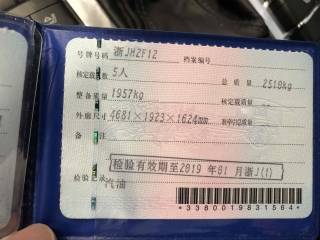 号牌号码 浙JH2F12 档案编号
核定载数 5人 总质量 2510kg
整备质量 1957kg 核定载质量
外廓尺寸 4681×1923×1624mm 准牵引总质量
备注
检验有效期至2019年01月浙J(1)
检验记录 汽油
*3380019831564*